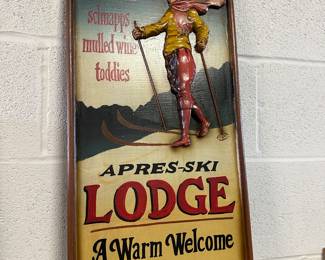 schnapps
mulled wine
toddies
APRES-SKI
LODGE
A Warm Welcome